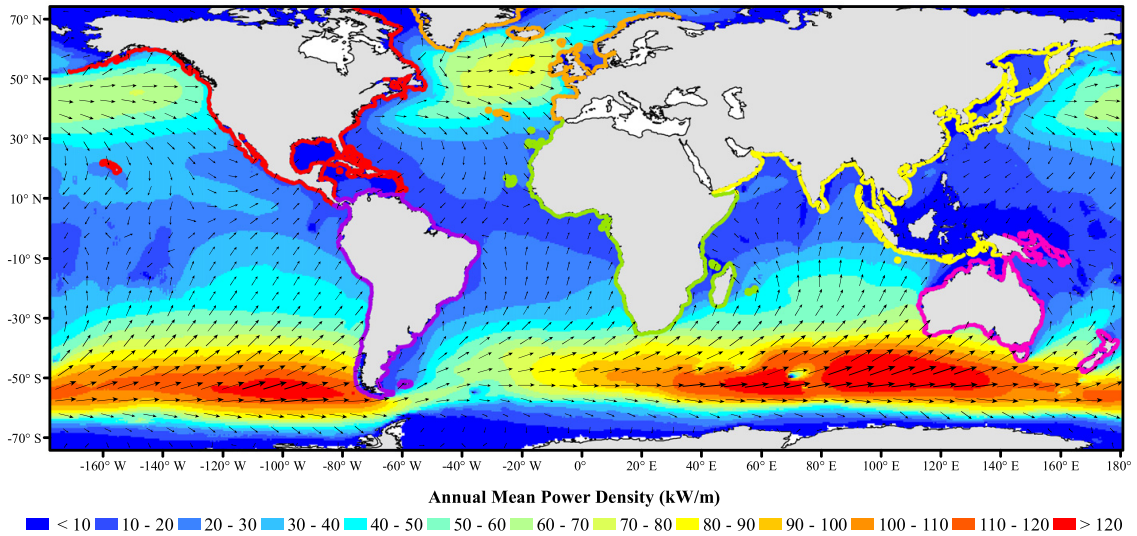 70° N
50° N
30° N
10° N
-10° S
-30° S
-50° S
-70° S
-160° W -140° W -120° W -100° W -80° W -60° W -40° W -20° W 0° 20° E 40° E 60° E 80° E 100° E 120° E 140° E 160° E 180°
Annual Mean Power Density (kW/m)
< 10 10 - 20 20 - 30 30 - 40 40 - 50 50 - 60 60 - 70 70 - 80 80 - 90 90 - 100 100 - 110 110 - 120 > 120